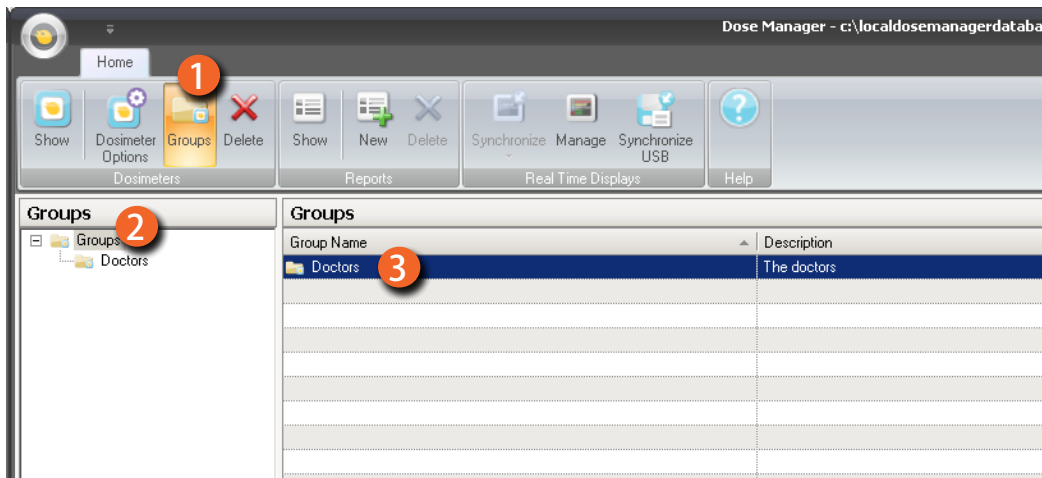 Dose Manager - c:\localdosemanagerdataba
Home
1
Show
Dosimeter Options
Groups
Delete
Show
New
Delete
Synchronize
Manage
Synchronize USB
Dosimeters
Reports
Real Time Displays
Help
Groups
2
Groups
Doctors
Groups
Group Name
Description
Doctors
3
The doctors